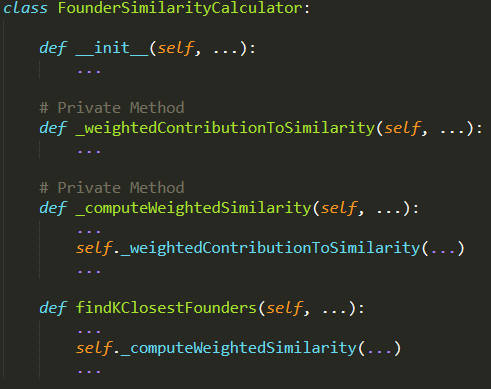 class FounderSimilarityCalculator:
def __init__(self, ...):
...
# Private Method
def _weightedContributionToSimilarity(self, ...):
...
# Private Method
def _computeWeightedSimilarity(self, ...):
...
self._weightedContributionToSimilarity(...)
...
def findKClosestFounders(self, ...):
...
self._computeWeightedSimilarity(...)
...